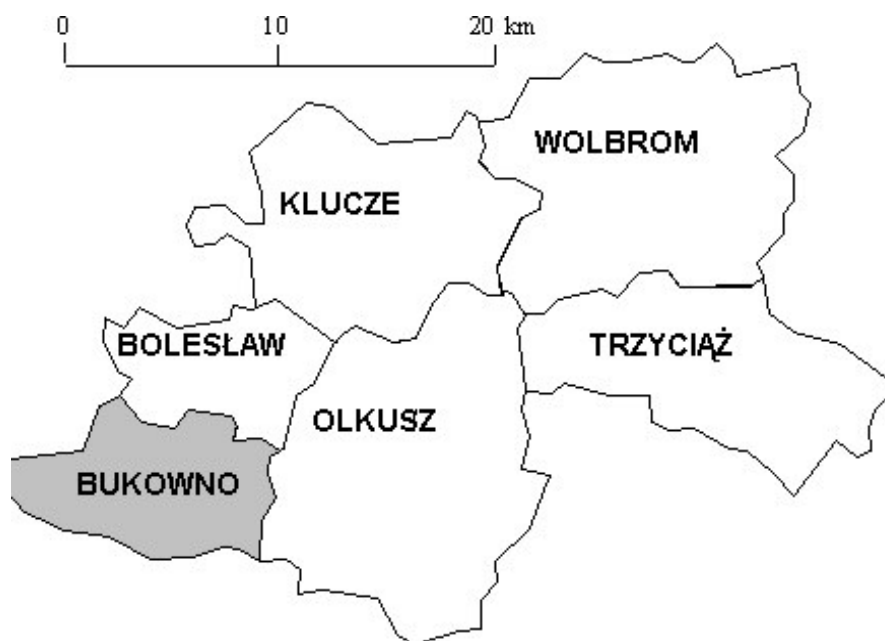 0 10 20 km
WOLBROM
KLUCZE
BOLESŁAW
TRZYCIĄŻ
OLKUSZ
BUKOWNO